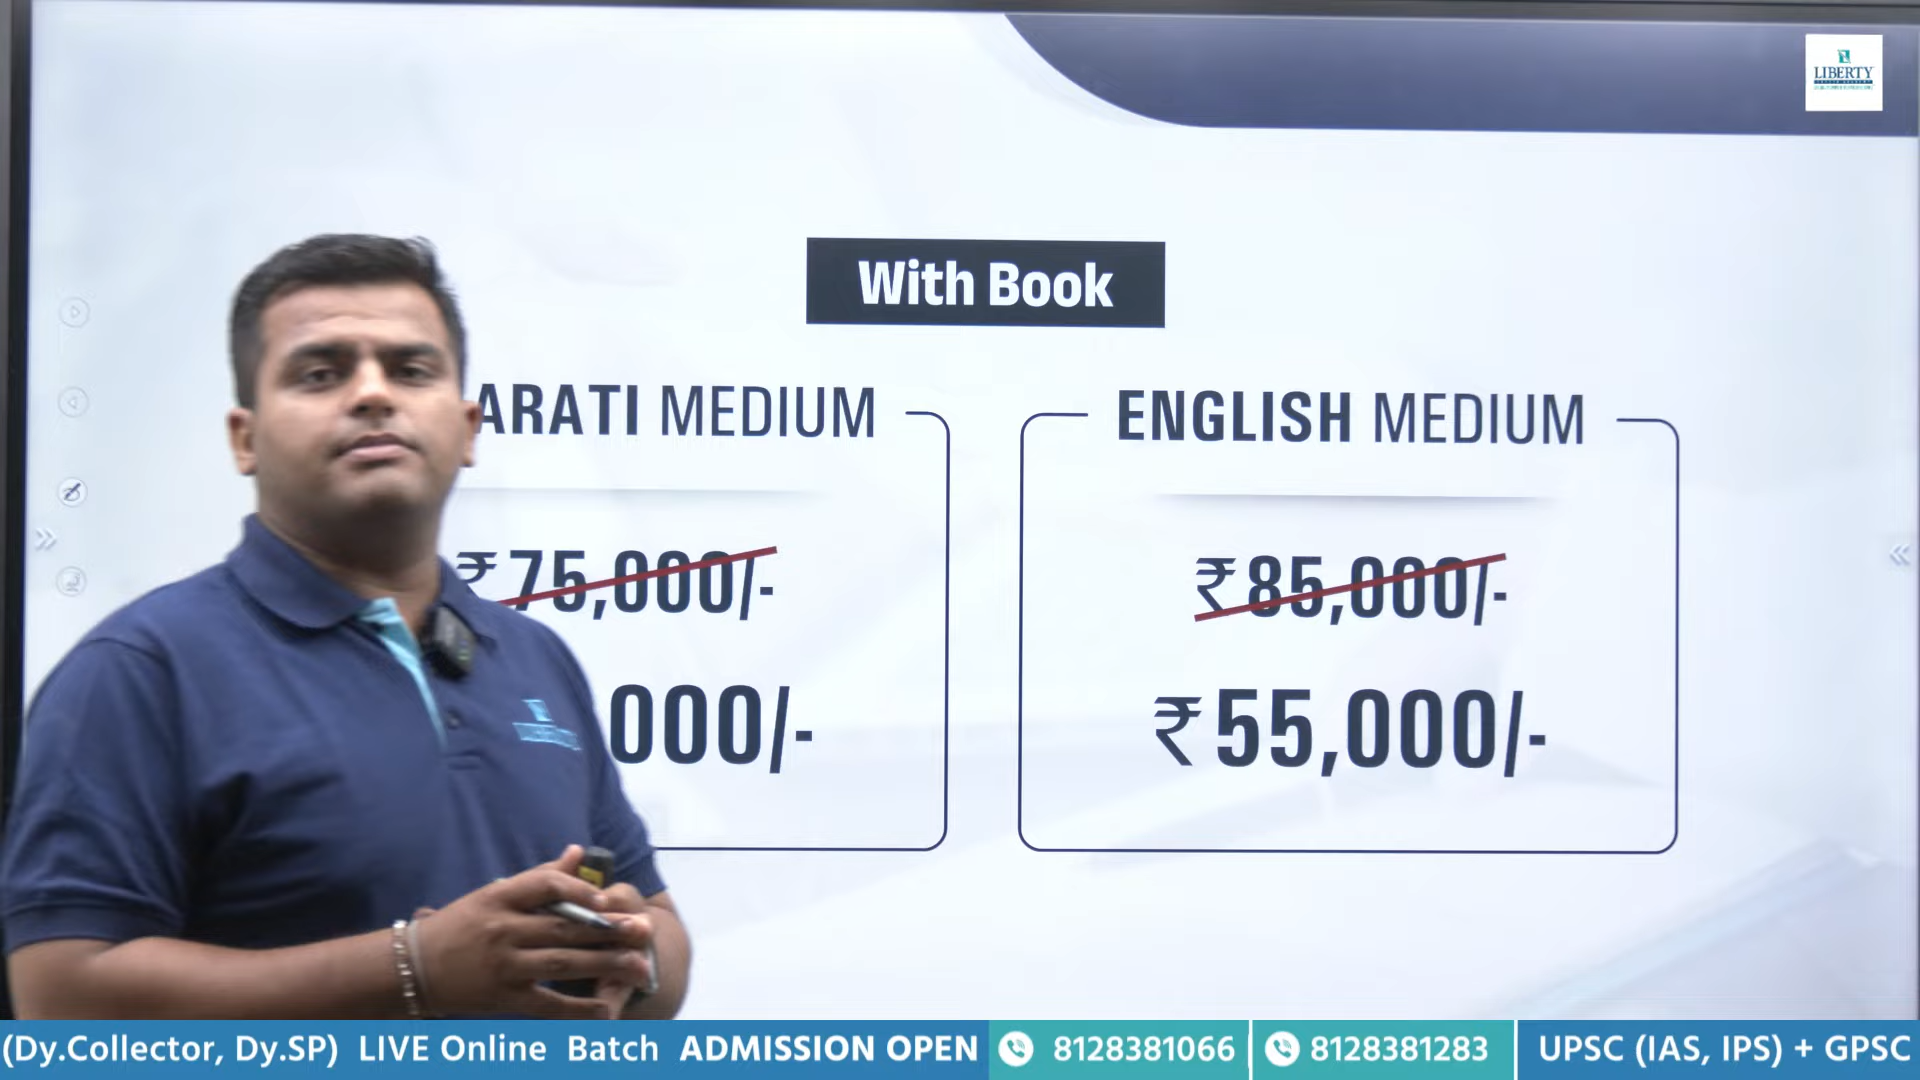 LIBERTY
With Book
ARATI MEDIUM
ENGLISH MEDIUM
₹75,000/-
₹85,000/-
000/-
₹55,000/-
(Dy.Collector, Dy.SP) LIVE Online Batch ADMISSION OPEN 8128381066 8128381283 UPSC (IAS, IPS) + GPSC